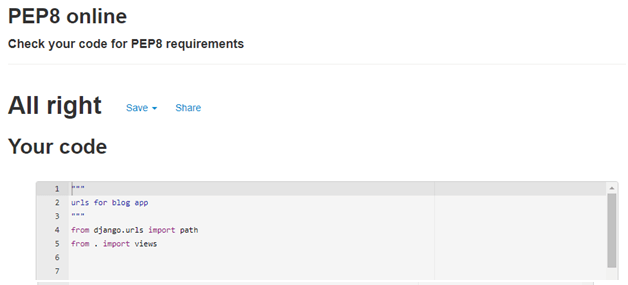 PEP8 online
Check your code for PEP8 requirements
All right Save Share
Your code
1 """
2 urls for blog app
3 """
4 from django.urls import path
5 from . import views
6
7